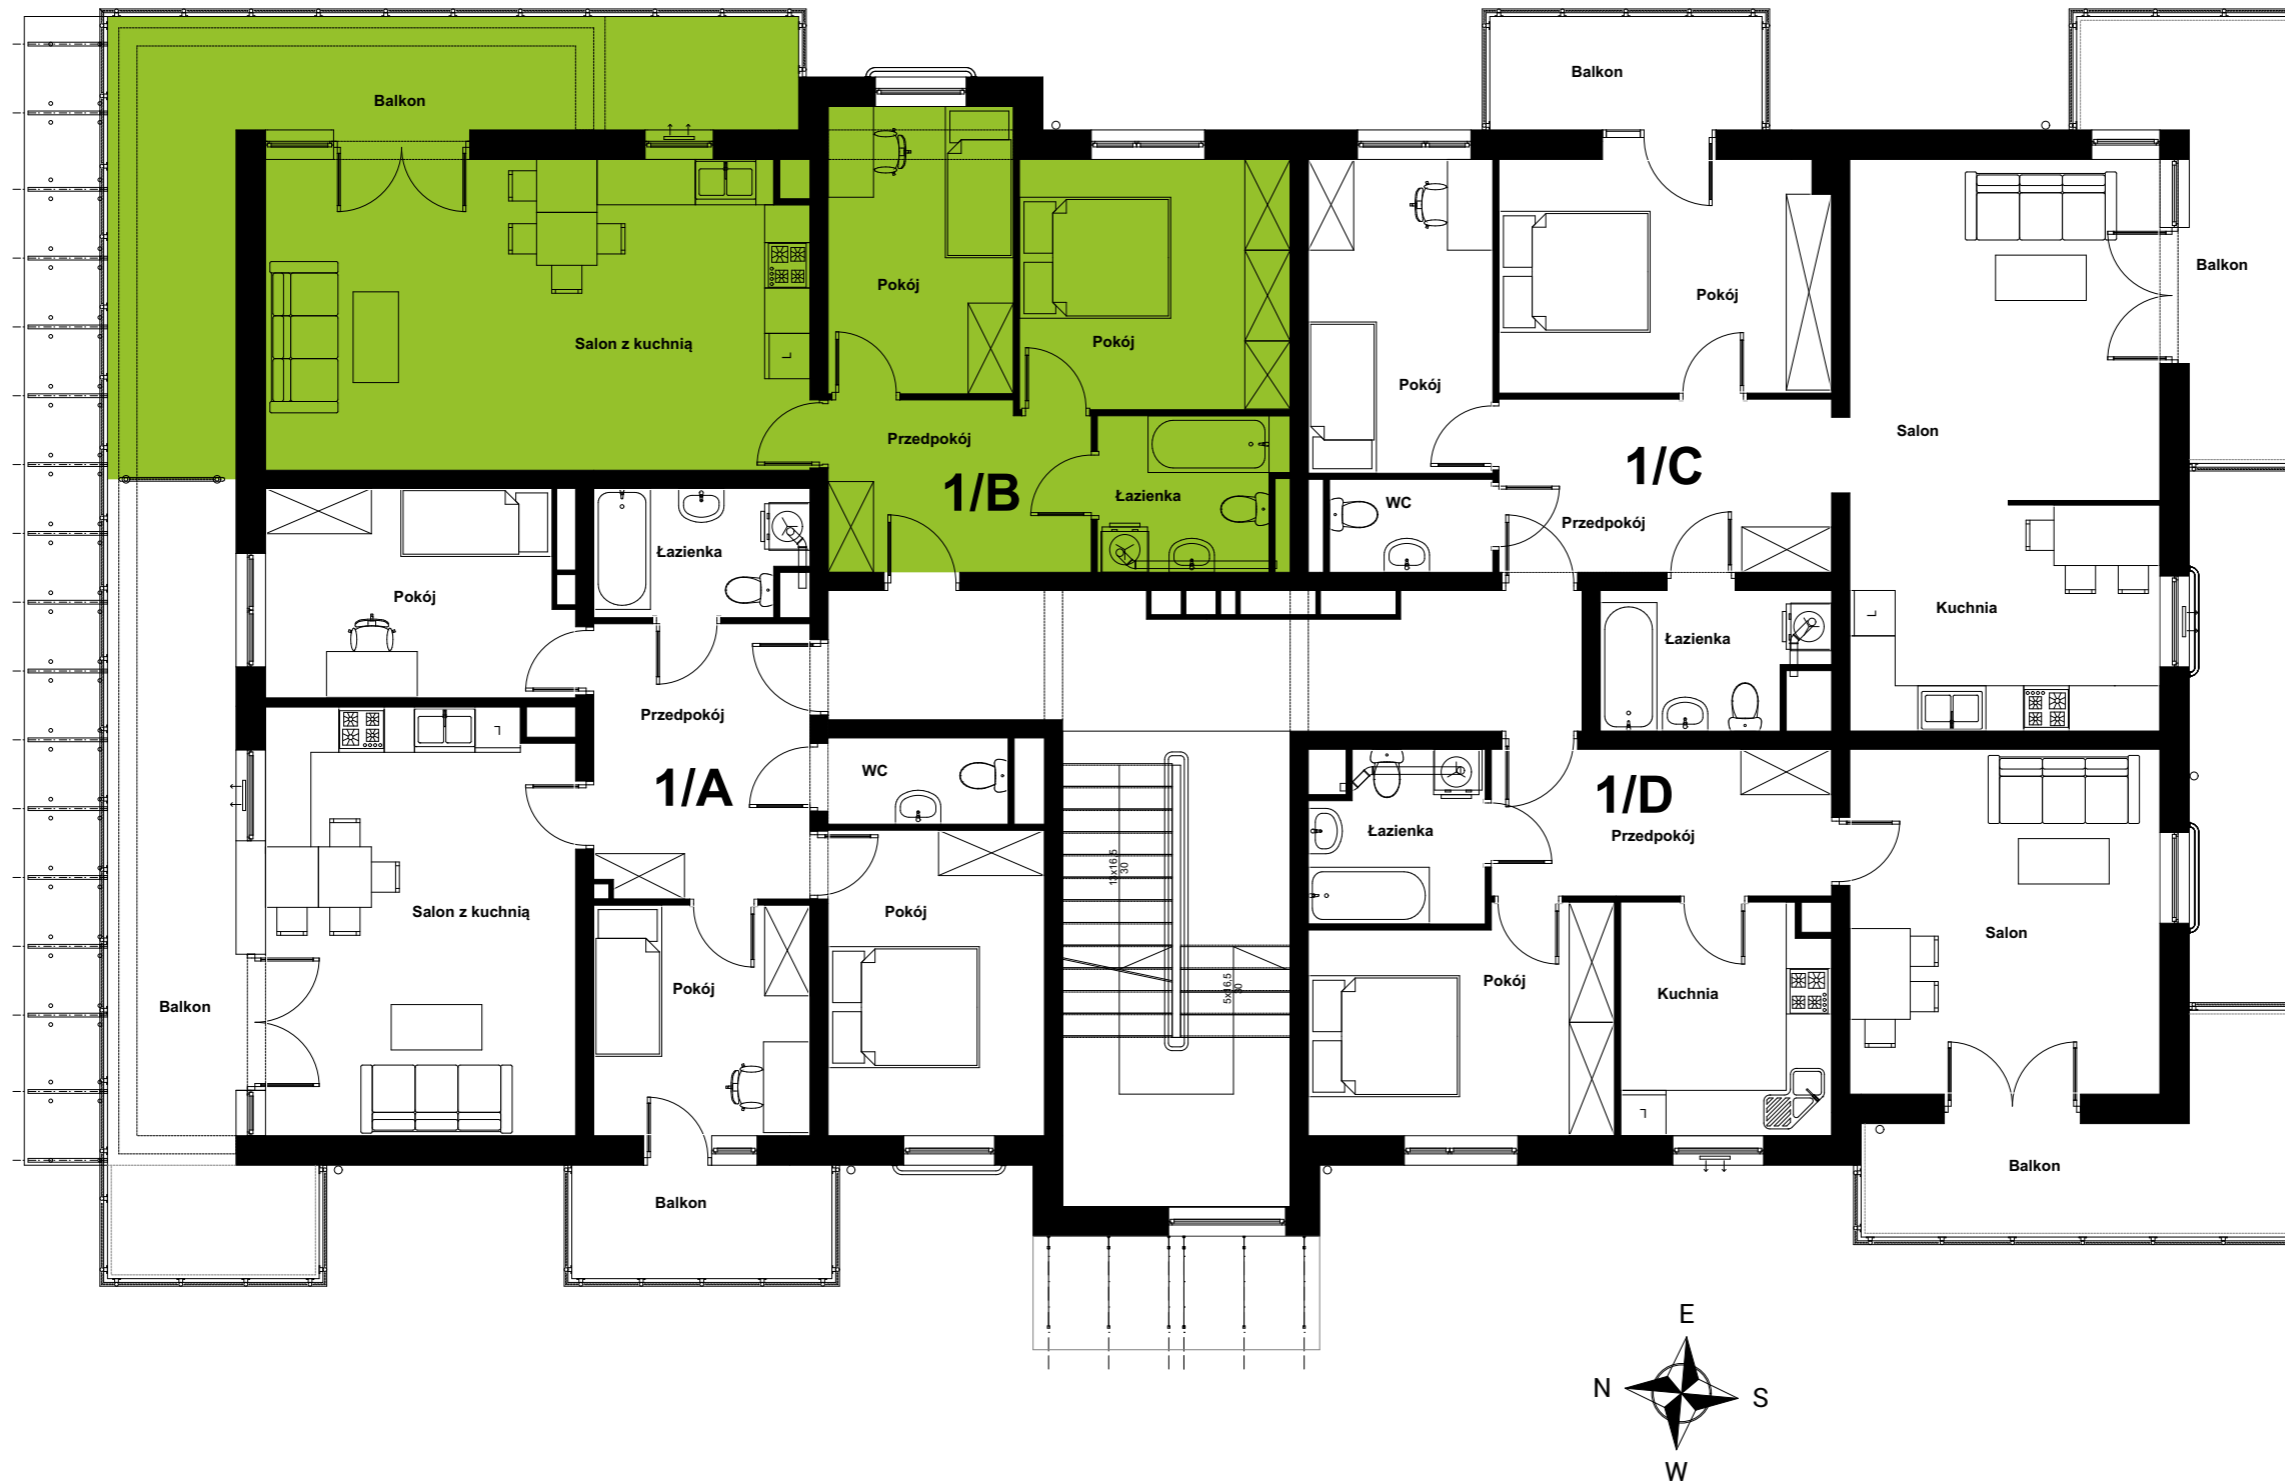 Balkon
Balkon
Balkon
Pokój
Pokój
Salon z kuchnią
Pokój
Pokój
Przedpokój
Salon
1/B
1/C
Łazienka
WC
Przedpokój
Łazienka
Pokój
Kuchnia
Łazienka
Przedpokój
WC
1/A
1/D
Łazienka
Przedpokój
13x16,5
30
Salon z kuchnią
Pokój
Salon
Pokój
Pokój
Kuchnia
5x16,5
30
Balkon
Balkon
Balkon
E
N
S
W